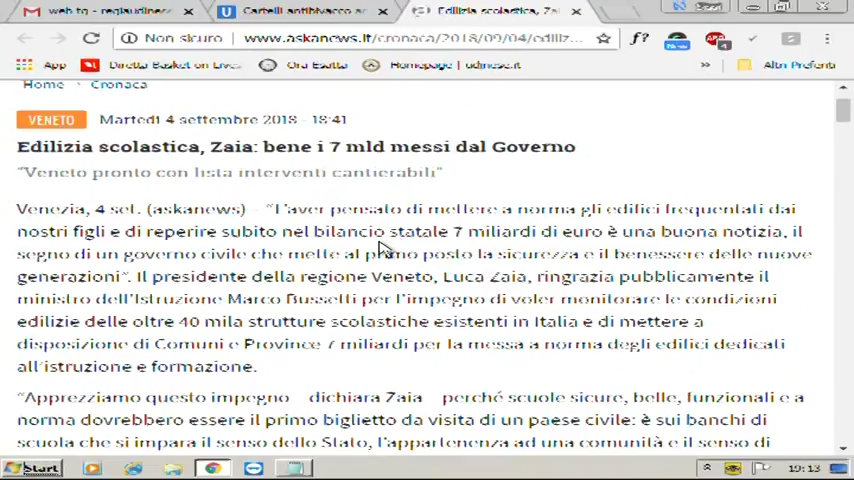 web tg - regiaudine
Cartelli antibivacco
Edilizia scolastica, Za
Non sicuro www.askanews.it/cronaca/2018/09/04/ediliz...
App Diretta Basket on Live Ora Esatta Homepage | udinese.it » Altri Preferiti
Home > Cronaca
VENETO Martedì 4 settembre 2018 - 18:41
Edilizia scolastica, Zaia: bene i 7 mld messi dal Governo
"Veneto pronto con lista interventi cantierabili"
Venezia, 4 set. (askanews) – "L'aver pensato di mettere a norma gli edifici frequentati dai
nostri figli e di reperire subito nel bilancio statale 7 miliardi di euro è una buona notizia, il
segno di un governo civile che mette al primo posto la sicurezza e il benessere delle nuove
generazioni". Il presidente della regione Veneto, Luca Zaia, ringrazia pubblicamente il
ministro dell'Istruzione Marco Bussetti per l'impegno di voler monitorare le condizioni
edilizie delle oltre 40 mila strutture scolastiche esistenti in Italia e di mettere a
disposizione di Comuni e Province 7 miliardi per la messa a norma degli edifici dedicati
all'istruzione e formazione.
"Apprezziamo questo impegno – dichiara Zaia – perché scuole sicure, belle, funzionali e a
norma dovrebbero essere il primo biglietto da visita di un paese civile: è sui banchi di
scuola che si impara il senso dello Stato, l'appartenenza ad una comunità e il senso di
Start 19:13